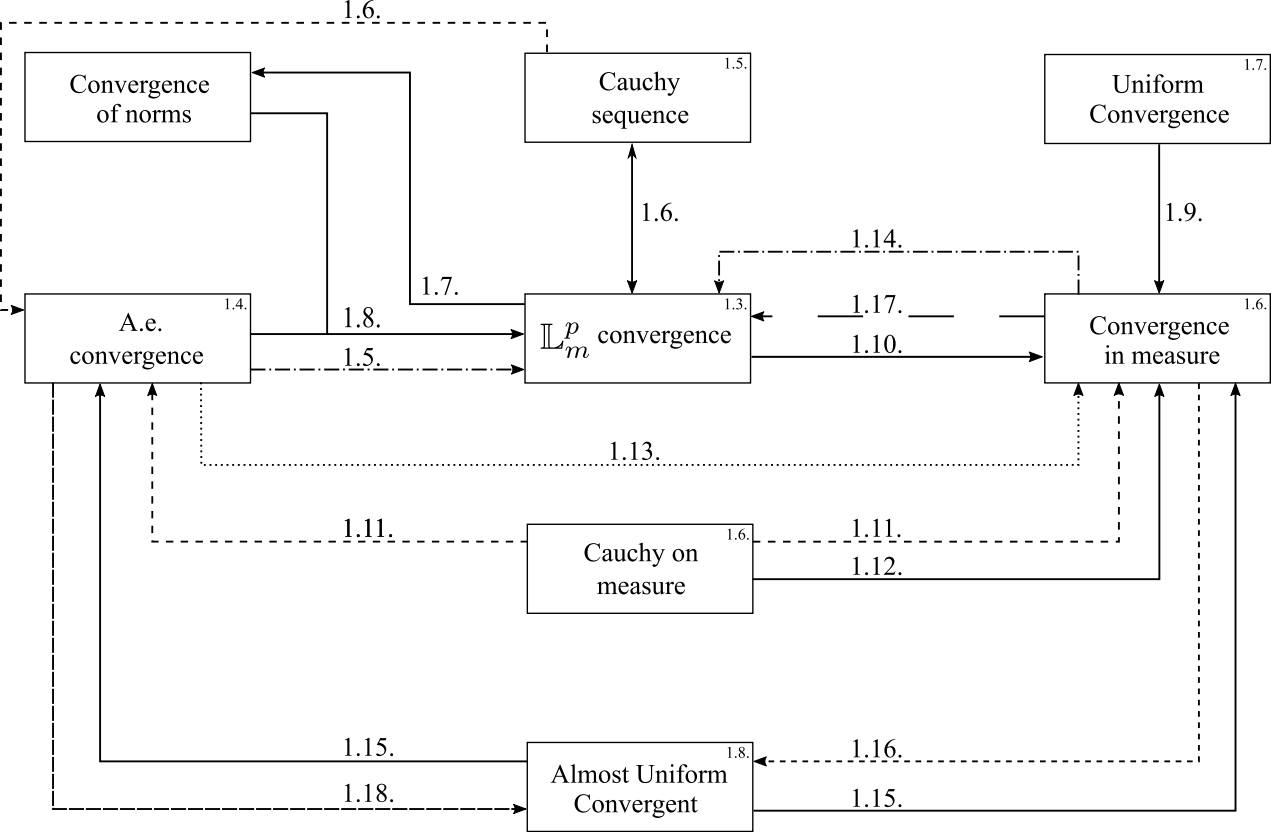 1.6.
Convergence
of norms
1.5.
Cauchy
sequence
1.7.
Uniform
Convergence
1.6.
1.9.
1.14.
1.7.
1.4.
A.e.
convergence
1.8.
1.5.
1.3.
𝕃ᵖₘ convergence
1.17.
1.10.
1.6.
Convergence
in measure
1.13.
1.11.
1.6.
Cauchy on
measure
1.11.
1.12.
1.15.
1.18.
1.8.
Almost Uniform
Convergent
1.16.
1.15.